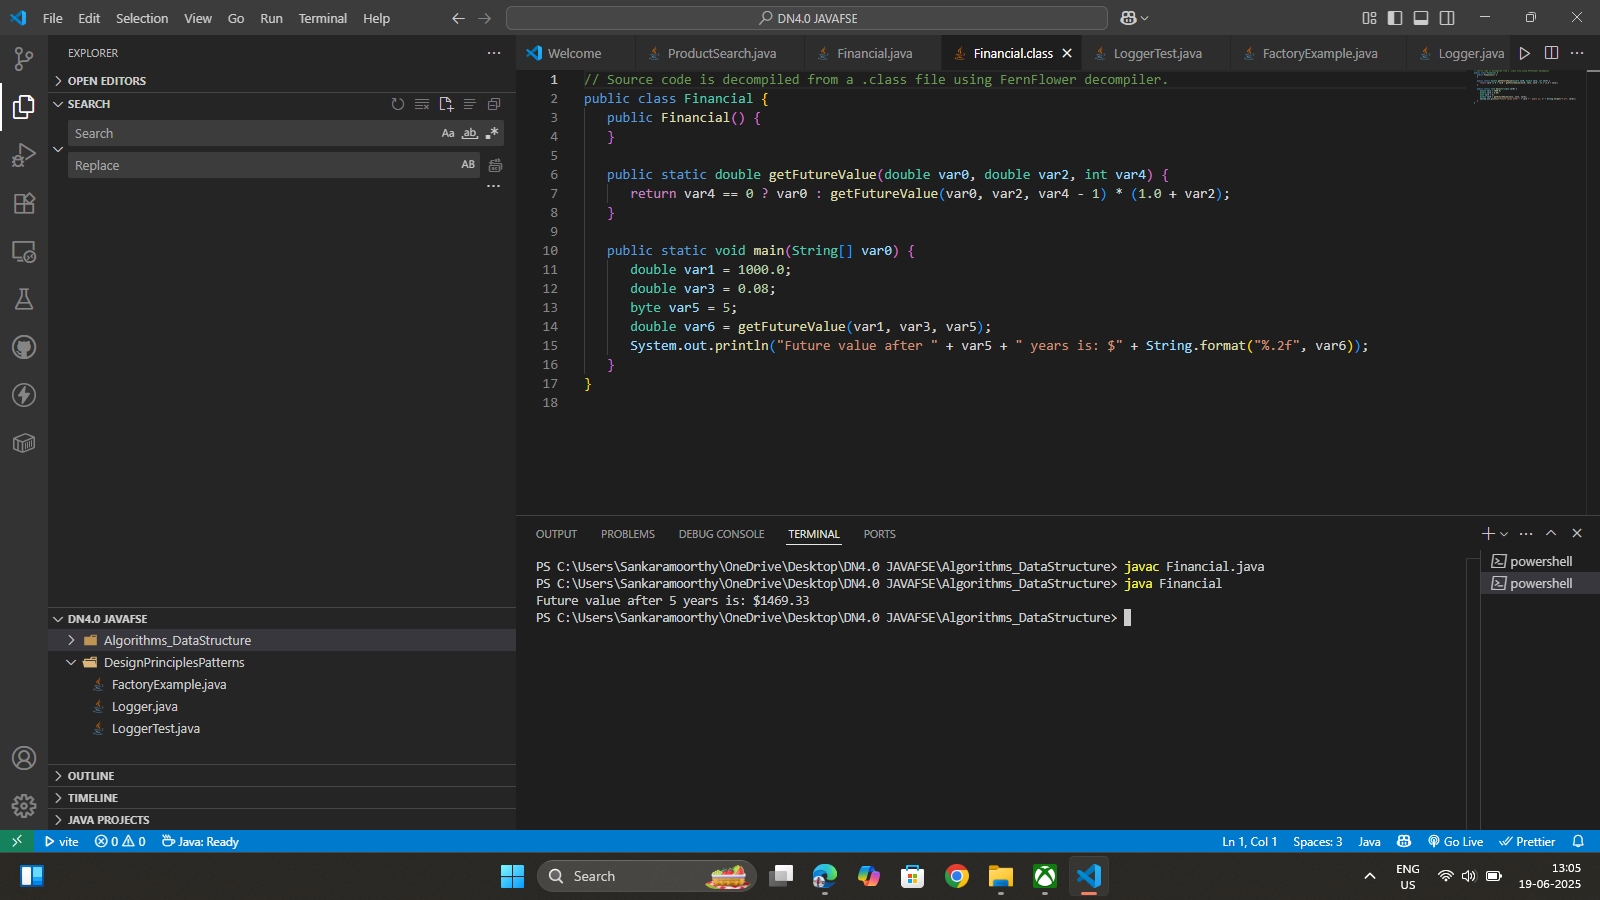 File Edit Selection View Go Run Terminal Help
DN4.0 JAVAFSE
EXPLORER
OPEN EDITORS
SEARCH
Search
Aa ab
Replace
AB
DN4.0 JAVAFSE
Algorithms_DataStructure
DesignPrinciplesPatterns
FactoryExample.java
Logger.java
LoggerTest.java
OUTLINE
TIMELINE
JAVA PROJECTS
Welcome ProductSearch.java Financial.java Financial.class LoggerTest.java FactoryExample.java Logger.java
1 // Source code is decompiled from a .class file using FernFlower decompiler.
2 public class Financial {
3 public Financial() {
4 }
5
6 public static double getFutureValue(double var0, double var2, int var4) {
7 return var4 == 0 ? var0 : getFutureValue(var0, var2, var4 - 1) * (1.0 + var2);
8 }
9
10 public static void main(String[] var0) {
11 double var1 = 1000.0;
12 double var3 = 0.08;
13 byte var5 = 5;
14 double var6 = getFutureValue(var1, var3, var5);
15 System.out.println("Future value after " + var5 + " years is: $" + String.format("%.2f", var6));
16 }
17 }
18
OUTPUT PROBLEMS DEBUG CONSOLE TERMINAL PORTS
PS C:\Users\Sankaramoorthy\OneDrive\Desktop\DN4.0 JAVAFSE\Algorithms_DataStructure> javac Financial.java
PS C:\Users\Sankaramoorthy\OneDrive\Desktop\DN4.0 JAVAFSE\Algorithms_DataStructure> java Financial
Future value after 5 years is: $1469.33
PS C:\Users\Sankaramoorthy\OneDrive\Desktop\DN4.0 JAVAFSE\Algorithms_DataStructure>
powershell
powershell
vite 0 0 Java: Ready
Ln 1, Col 1 Spaces: 3 Java Go Live Prettier
Search
ENG
US
13:05
19-06-2025